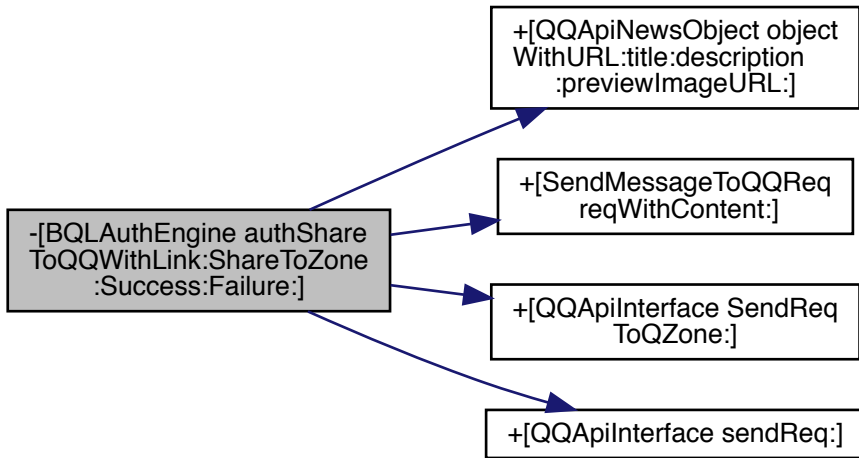 +[QQApiNewsObject object
WithURL:title:description
:previewImageURL:]
+[SendMessageToQQReq
reqWithContent:]
-[BQLAuthEngine authShare
ToQQWithLink:ShareToZone
:Success:Failure:]
+[QQApiInterface SendReq
ToQZone:]
+[QQApiInterface sendReq:]